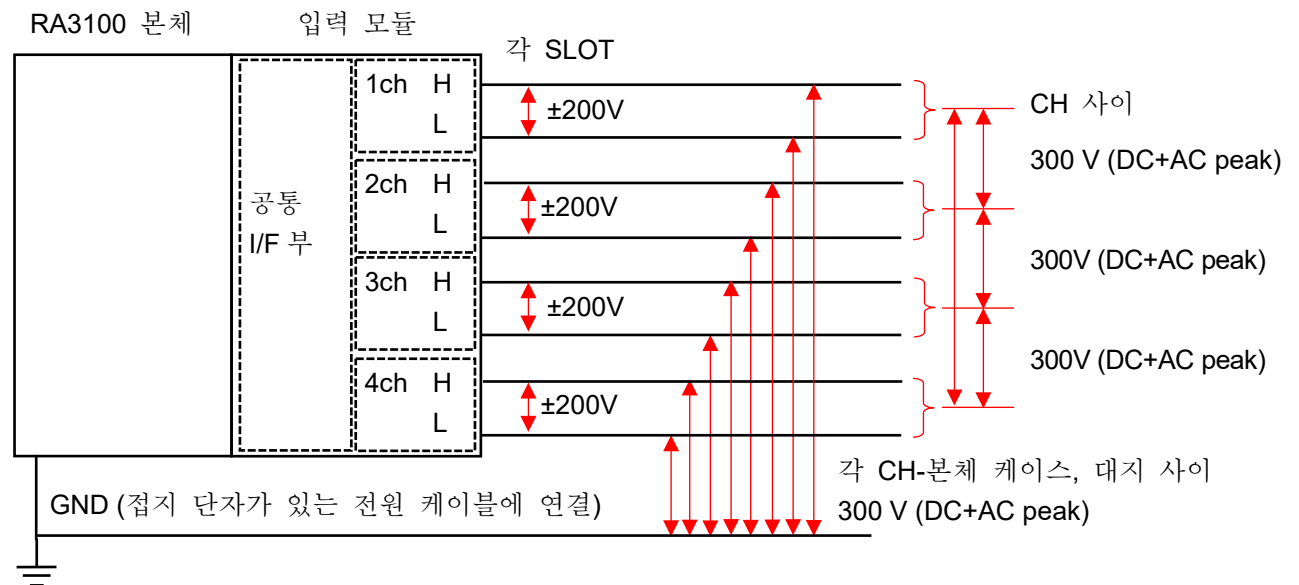 RA3100 본체
입력 모듈
각 SLOT
공통
I/F 부
1ch H
L
±200V
2ch H
L
±200V
3ch H
L
±200V
4ch H
L
±200V
CH 사이
300 V (DC+AC peak)
300V (DC+AC peak)
300V (DC+AC peak)
각 CH-본체 케이스, 대지 사이
300 V (DC+AC peak)
GND (접지 단자가 있는 전원 케이블에 연결)